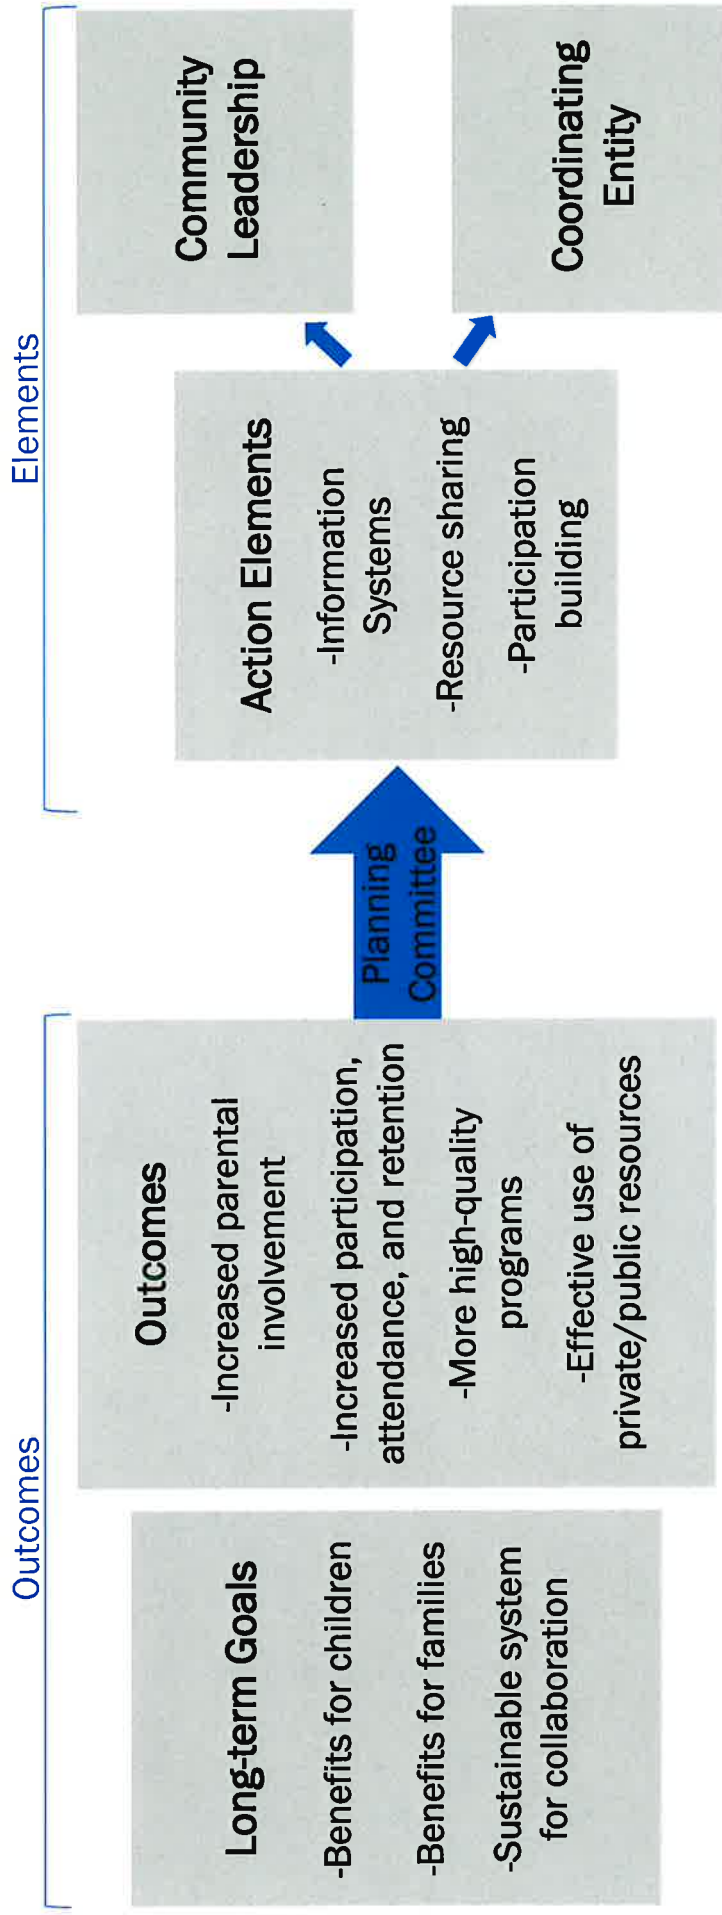 Outcomes
Long-term Goals
-Benefits for children
-Benefits for families
-Sustainable system
for collaboration
Outcomes
-Increased parental
involvement
-Increased participation,
attendance, and retention
-More high-quality
programs
-Effective use of
private/public resources
Planning
Committee
Elements
Action Elements
-Information
Systems
-Resource sharing
-Participation
building
Community
Leadership
Coordinating
Entity